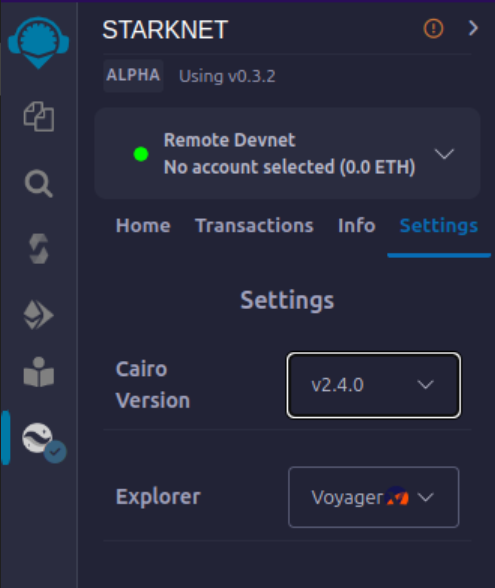 STARKNET
ALPHA Using v0.3.2
Remote Devnet
No account selected (0.0 ETH)
Home Transactions Info Settings
Settings
Cairo
Version
v2.4.0
Explorer
Voyager